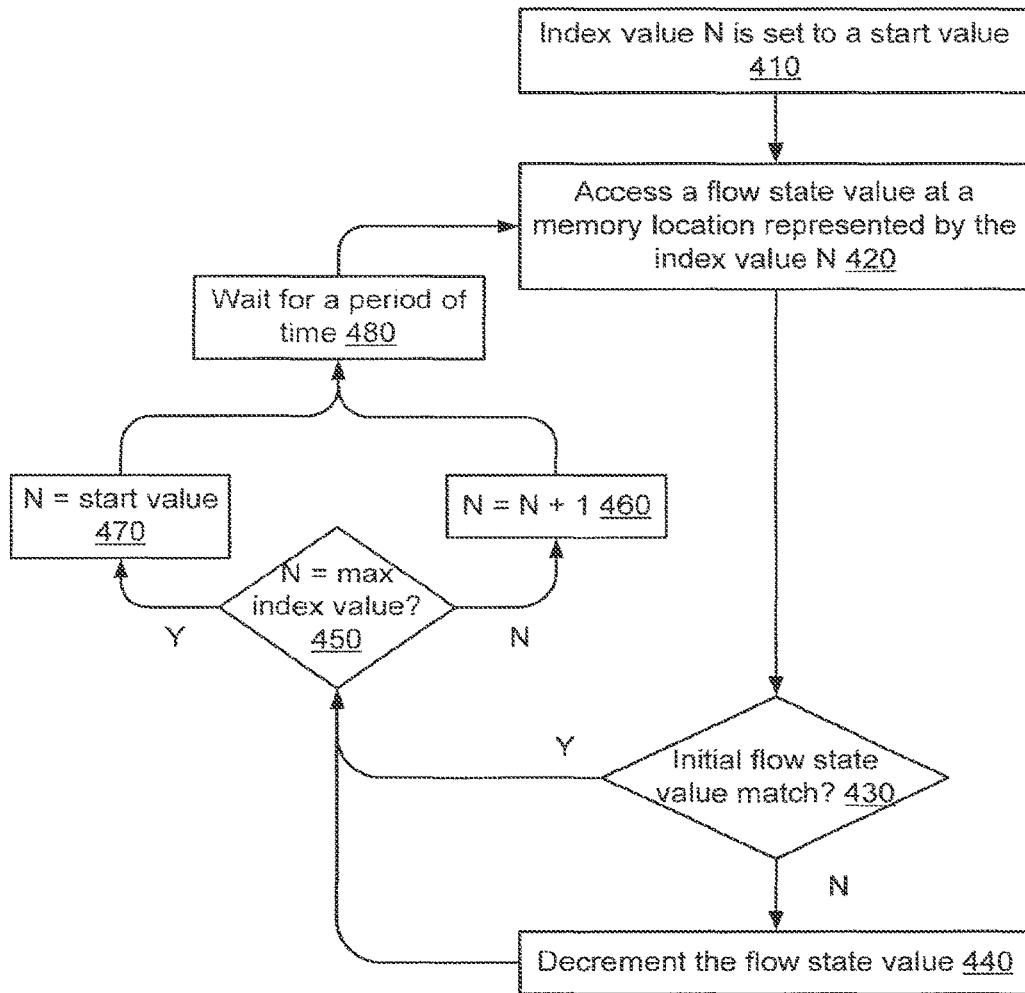 Index value N is set to a start value
410
Access a flow state value at a
memory location represented by the
index value N 420
Wait for a period of
time 480
N = start value
470
N = N + 1 460
N = max
index value?
450
Y
N
Initial flow state
value match? 430
Y
N
Decrement the flow state value 440